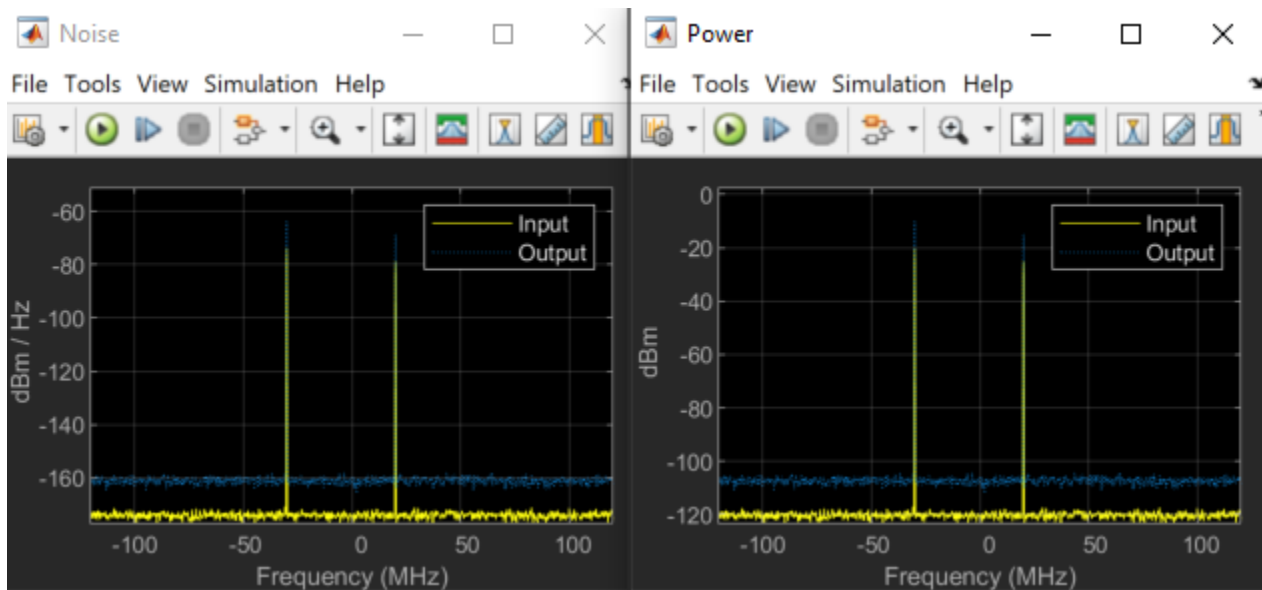 Noise
File Tools View Simulation Help
-60
-80
-100
-120
-140
-160
dBm / Hz
Input
Output
-100 -50 0 50 100
Frequency (MHz)
Power
File Tools View Simulation Help
0
-20
-40
-60
-80
-100
-120
dBm
Input
Output
-100 -50 0 50 100
Frequency (MHz)